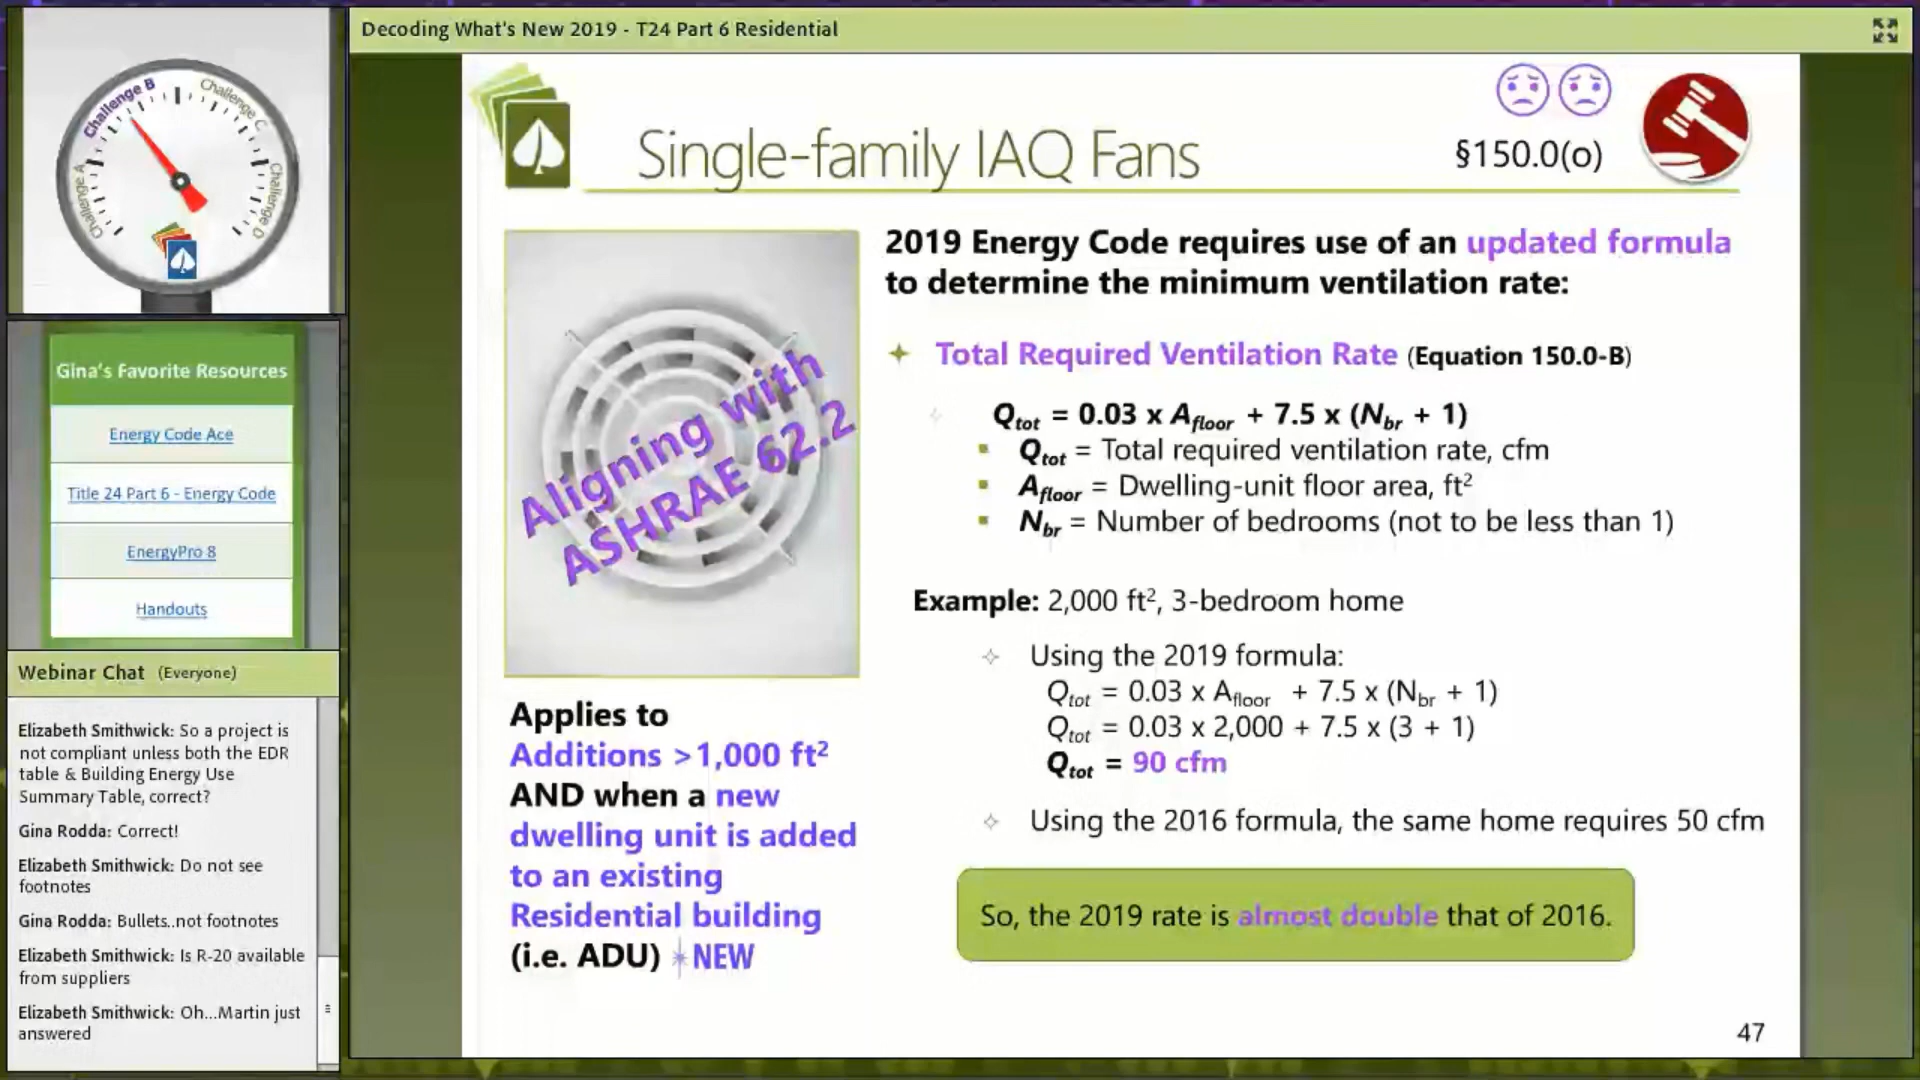 Decoding What's New 2019 - T24 Part 6 Residential
Challenge A
Challenge B
Challenge C
Challenge D
Gina's Favorite Resources
Energy Code Ace
Title 24 Part 6 - Energy Code
EnergyPro 8
Handouts
Webinar Chat (Everyone)
Elizabeth Smithwick: So a project is
not compliant unless both the EDR
table & Building Energy Use
Summary Table, correct?
Gina Rodda: Correct!
Elizabeth Smithwick: Do not see
footnotes
Gina Rodda: Bullets..not footnotes
Elizabeth Smithwick: Is R-20 available
from suppliers
Elizabeth Smithwick: Oh...Martin just
answered
Single-family IAQ Fans
§150.0(o)
Aligning with
ASHRAE 62.2
Applies to
Additions >1,000 ft²
AND when a new
dwelling unit is added
to an existing
Residential building
(i.e. ADU) NEW
2019 Energy Code requires use of an updated formula
to determine the minimum ventilation rate:
Total Required Ventilation Rate (Equation 150.0-B)
Qtot = 0.03 x Afloor + 7.5 x (Nbr + 1)
Qtot = Total required ventilation rate, cfm
Afloor = Dwelling-unit floor area, ft²
Nbr = Number of bedrooms (not to be less than 1)
Example: 2,000 ft², 3-bedroom home
Using the 2019 formula:
Qtot = 0.03 x Afloor + 7.5 x (Nbr + 1)
Qtot = 0.03 x 2,000 + 7.5 x (3 + 1)
Qtot = 90 cfm
Using the 2016 formula, the same home requires 50 cfm
So, the 2019 rate is almost double that of 2016.
47